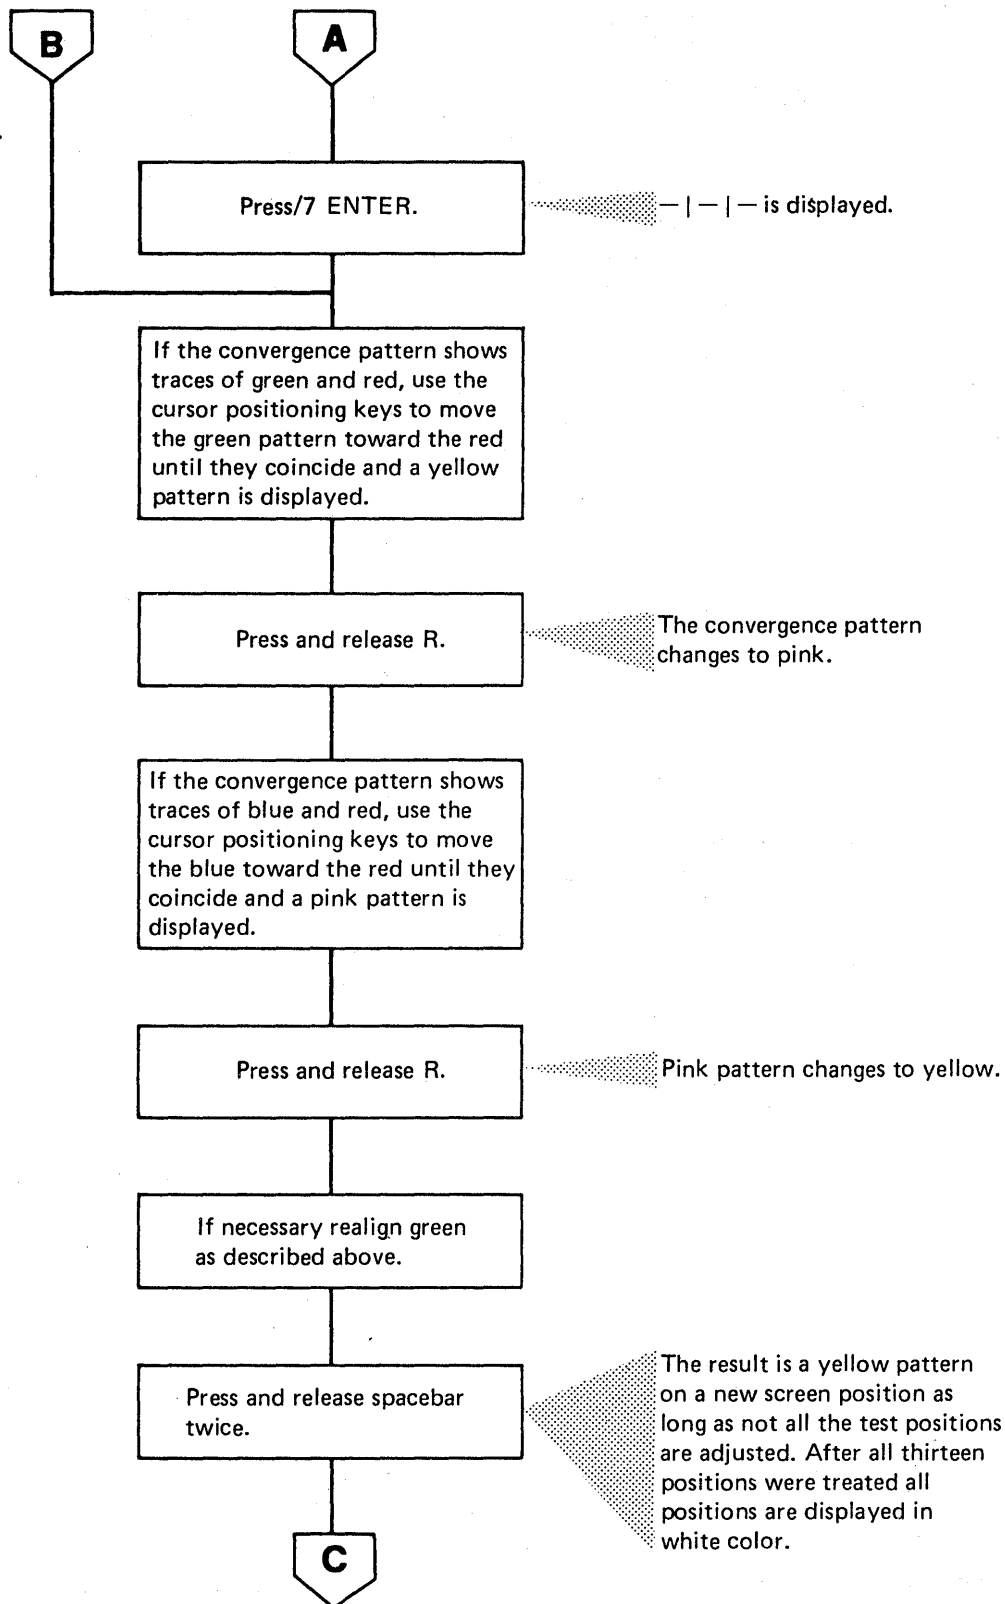 B
A
Press/7 ENTER.
— | — | — is displayed.
If the convergence pattern shows
traces of green and red, use the
cursor positioning keys to move
the green pattern toward the red
until they coincide and a yellow
pattern is displayed.
Press and release R.
The convergence pattern
changes to pink.
If the convergence pattern shows
traces of blue and red, use the
cursor positioning keys to move
the blue toward the red until they
coincide and a pink pattern is
displayed.
Press and release R.
Pink pattern changes to yellow.
If necessary realign green
as described above.
Press and release spacebar
twice.
The result is a yellow pattern
on a new screen position as
long as not all the test positions
are adjusted. After all thirteen
positions were treated all
positions are displayed in
white color.
C